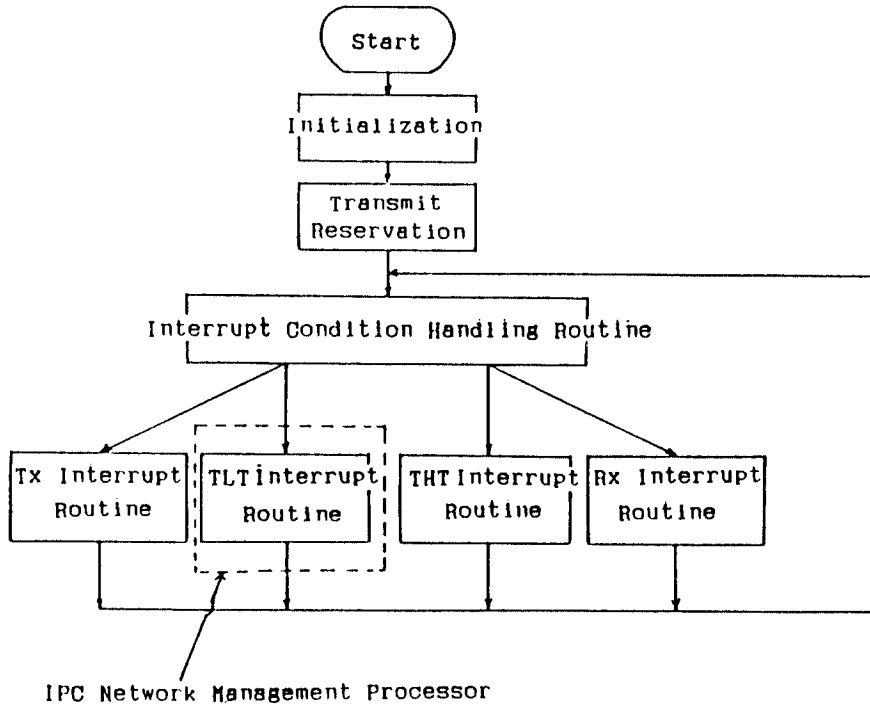 Start
Initialization
Transmit
Reservation
Interrupt Condition Handling Routine
Tx Interrupt
Routine
TLT Interrupt
Routine
THT Interrupt
Routine
Rx Interrupt
Routine
IPC Network Management Processor